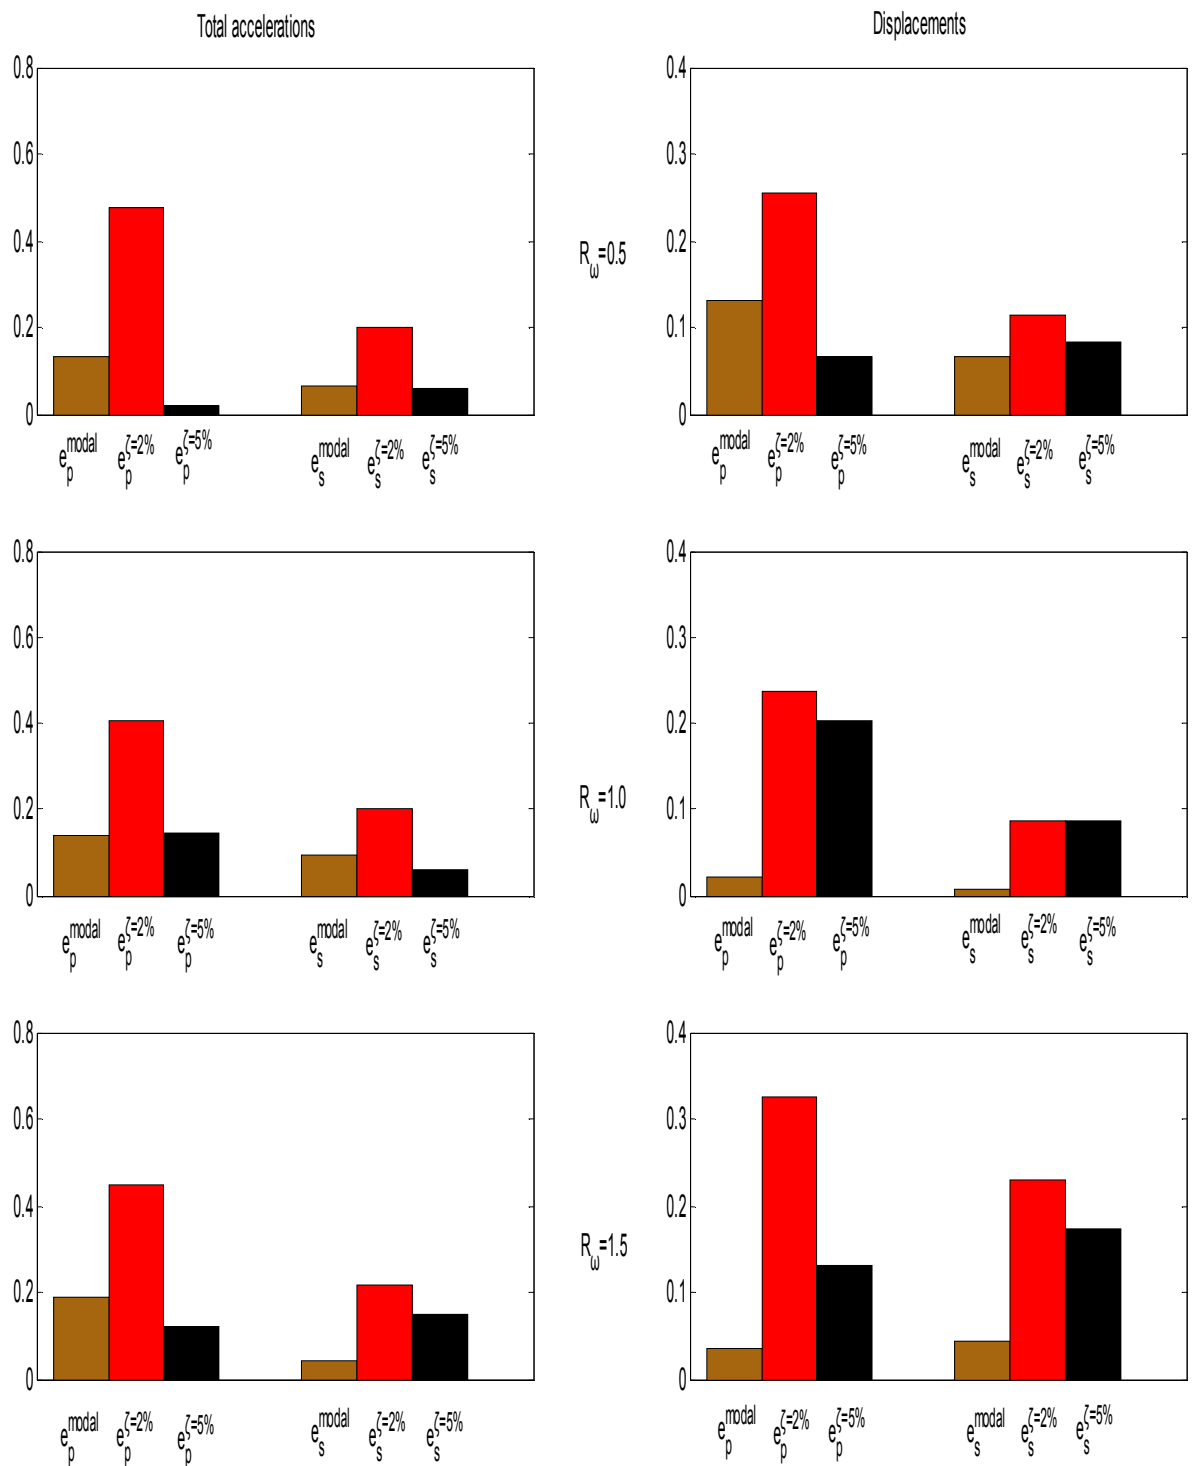 Total accelerations
Displacements
0.8
0.6
0.4
0.2
0
e_p^modal e_p^ζ=2% e_p^ζ=5% e_s^modal e_s^ζ=2% e_s^ζ=5%
R_ω=0.5
0.4
0.3
0.2
0.1
0
e_p^modal e_p^ζ=2% e_p^ζ=5% e_s^modal e_s^ζ=2% e_s^ζ=5%
0.8
0.6
0.4
0.2
0
e_p^modal e_p^ζ=2% e_p^ζ=5% e_s^modal e_s^ζ=2% e_s^ζ=5%
R_ω=1.0
0.4
0.3
0.2
0.1
0
e_p^modal e_p^ζ=2% e_p^ζ=5% e_s^modal e_s^ζ=2% e_s^ζ=5%
0.8
0.6
0.4
0.2
0
e_p^modal e_p^ζ=2% e_p^ζ=5% e_s^modal e_s^ζ=2% e_s^ζ=5%
R_ω=1.5
0.4
0.3
0.2
0.1
0
e_p^modal e_p^ζ=2% e_p^ζ=5% e_s^modal e_s^ζ=2% e_s^ζ=5%